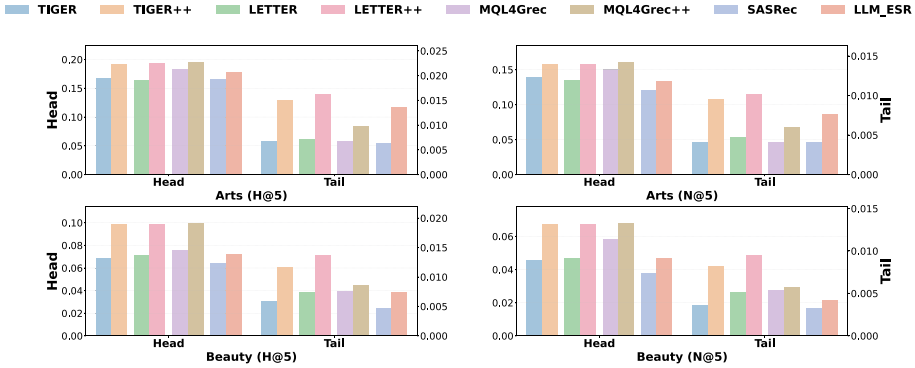 TIGER TIGER++ LETTER LETTER++ MQL4Grec MQL4Grec++ SASRec LLM_ESR
Head
0.20
0.15
0.10
0.05
0.00
0.025
0.020
0.015
0.010
0.005
0.000
Head Tail
Arts (H@5)
0.15
0.10
0.05
0.00
0.015
0.010
0.005
0.000
Tail
Head Tail
Arts (N@5)
Head
0.10
0.08
0.06
0.04
0.02
0.00
0.020
0.015
0.010
0.005
0.000
Head Tail
Beauty (H@5)
0.06
0.04
0.02
0.00
0.015
0.010
0.005
0.000
Tail
Head Tail
Beauty (N@5)